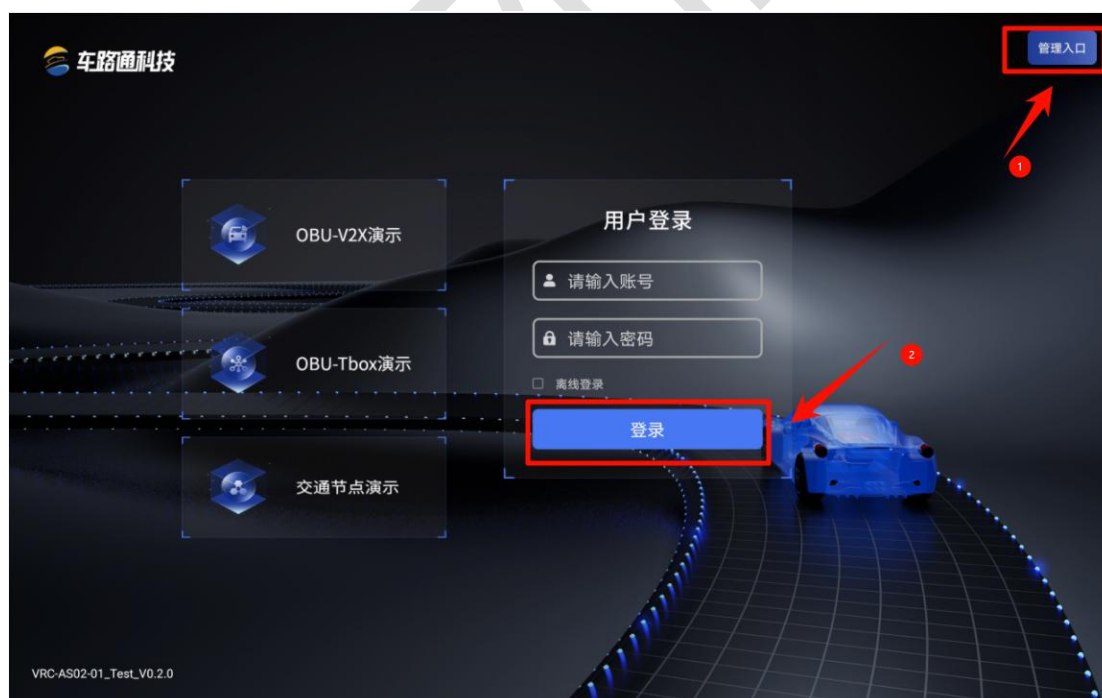 车路通科技
管理入口
1
OBU-V2X演示
用户登录
请输入账号
请输入密码
2
OBU-Tbox演示
离线登录
登录
交通节点演示
VRC-AS02-01_Test_V0.2.0